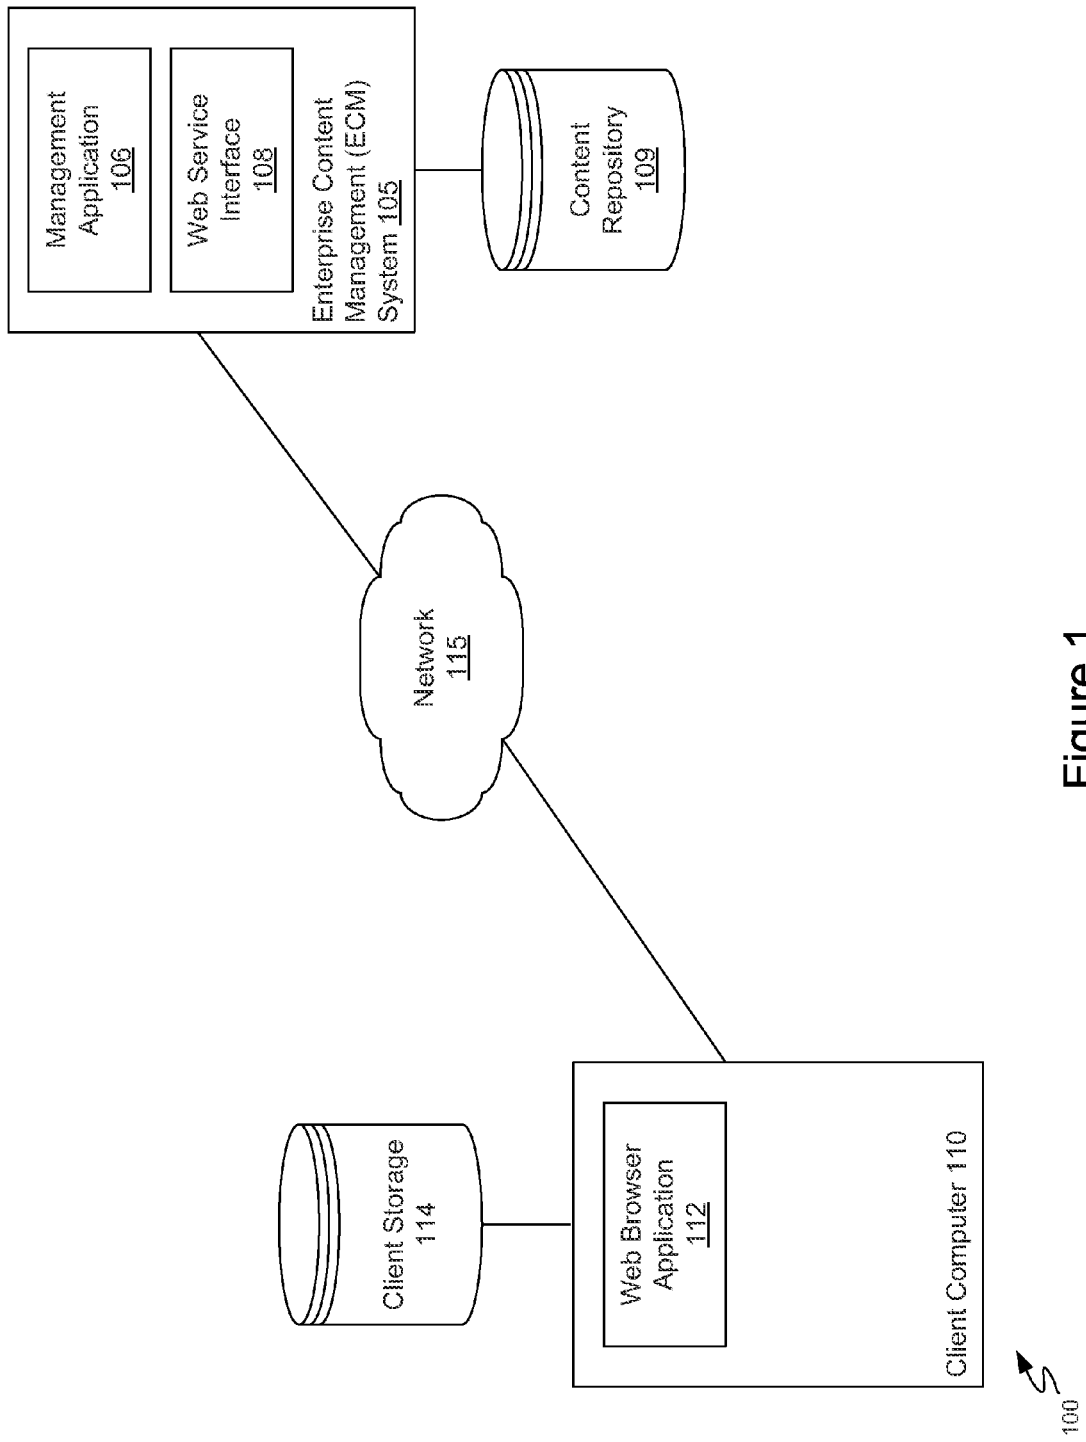 Management
Application
106
Web Service
Interface
108
Enterprise Content
Management (ECM)
System 105
Content
Repository
109
Network
115
Client Storage
114
Web Browser
Application
112
Client Computer 110
100
Figure 1